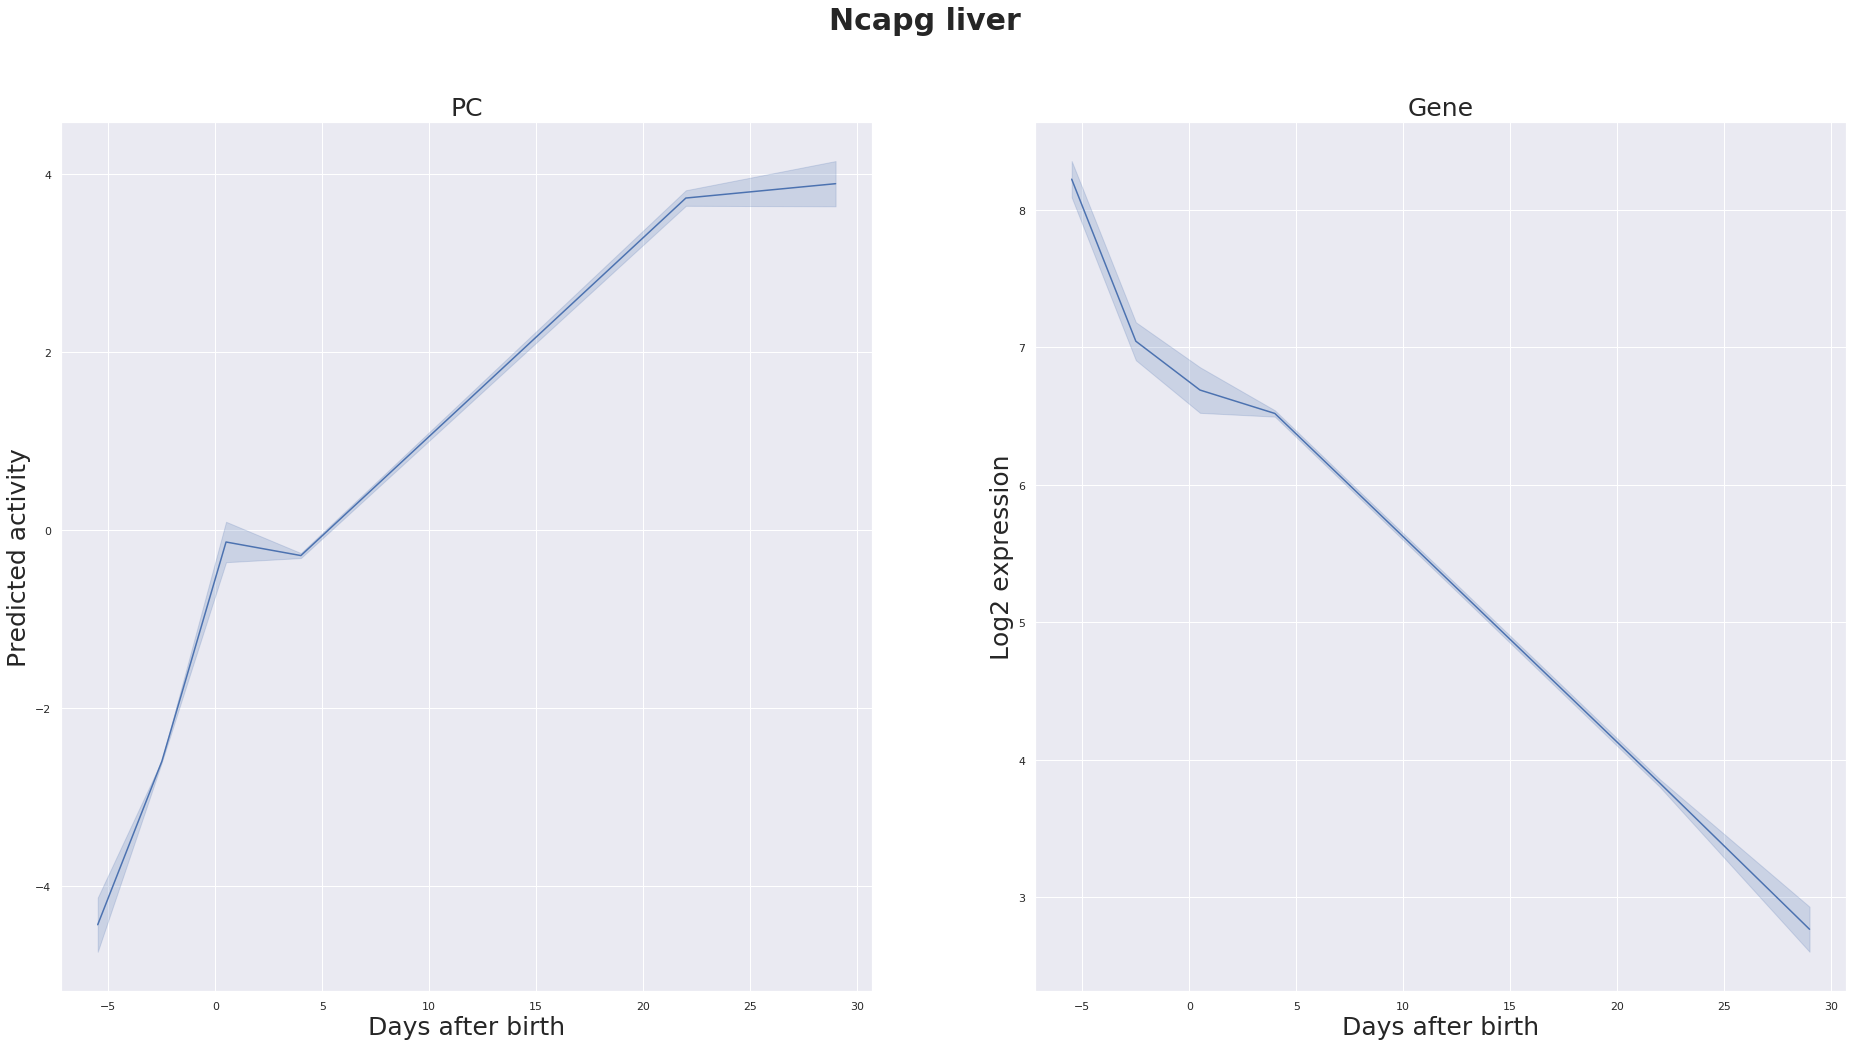 Ncapg liver
PC
Predicted activity
4
2
0
−2
−4
−5 0 5 10 15 20 25 30
Days after birth
Gene
Log2 expression
8
7
6
5
4
3
−5 0 5 10 15 20 25 30
Days after birth